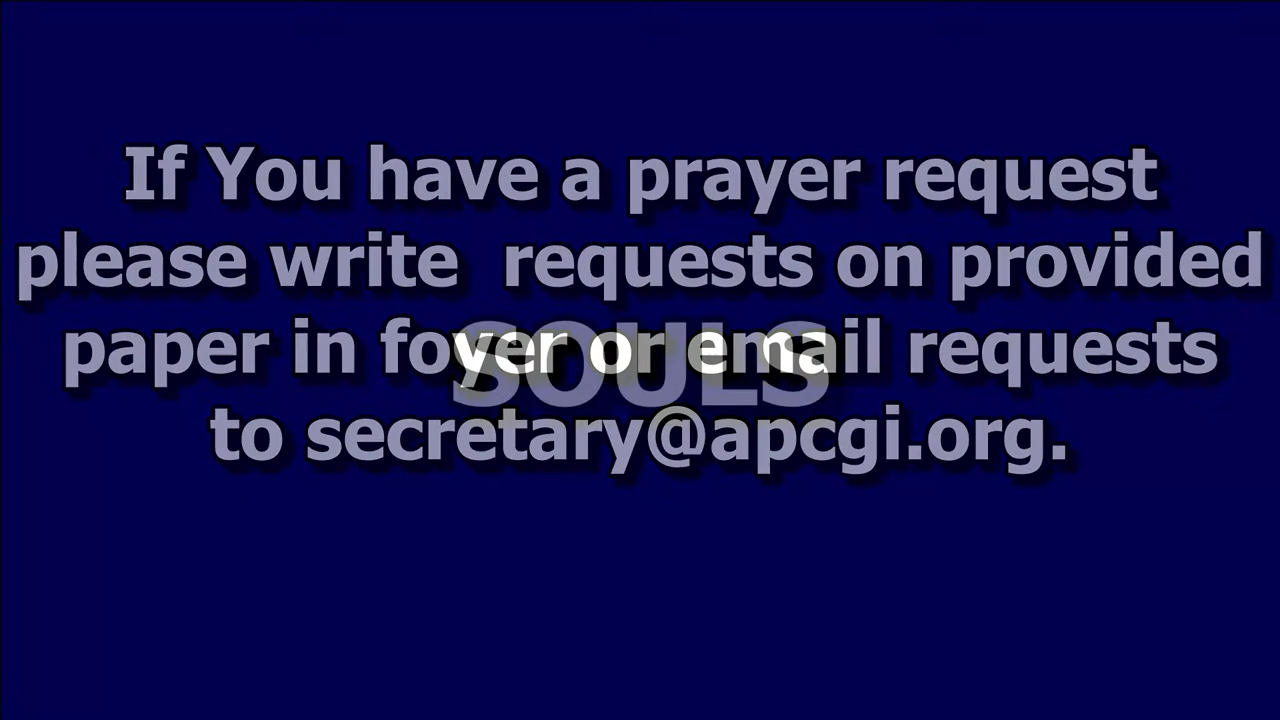 If You have a prayer request
please write  requests on provided
paper in foyer or email requests
SOULS
to secretary@apcgi.org.